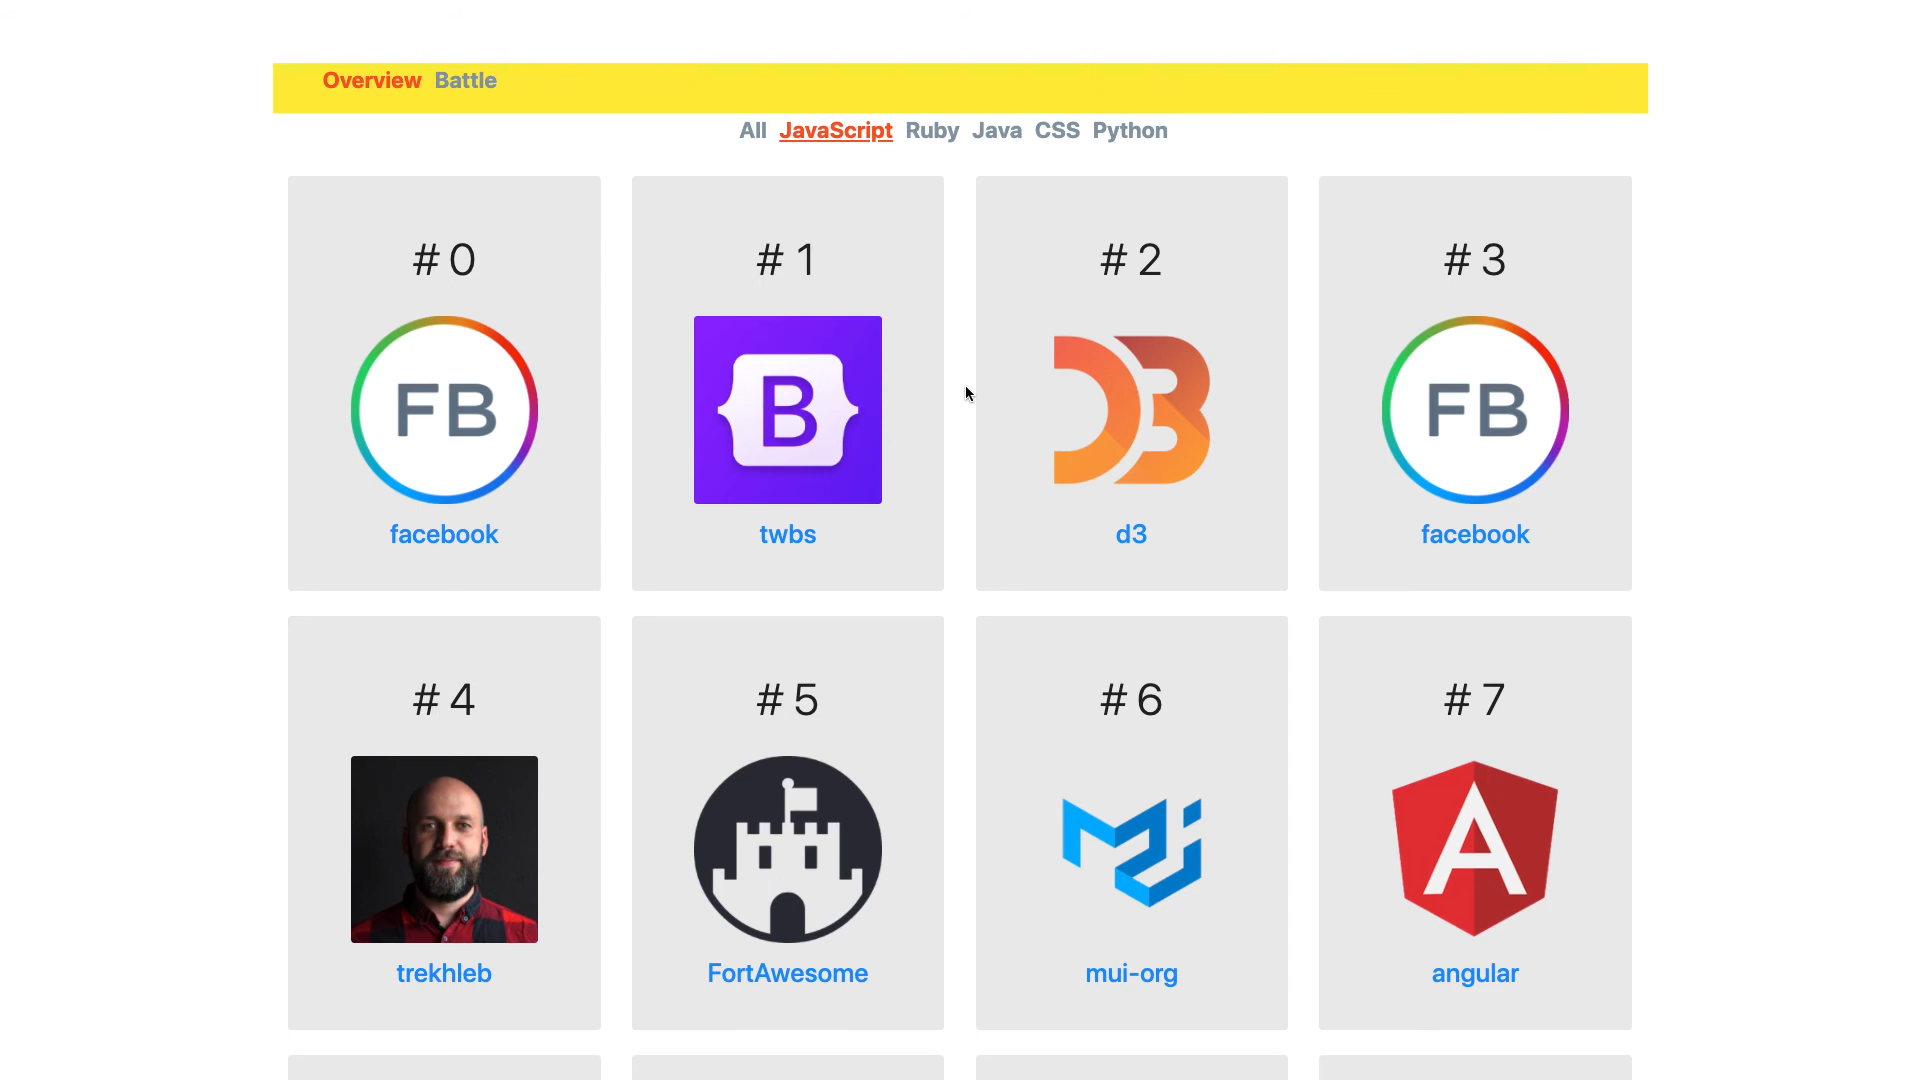 Overview Battle
All JavaScript Ruby Java CSS Python
# 0 # 1 # 2 # 3
FB B D3 FB
facebook twbs d3 facebook
# 4 # 5 # 6 # 7
A
trekhleb FortAwesome mui-org angular